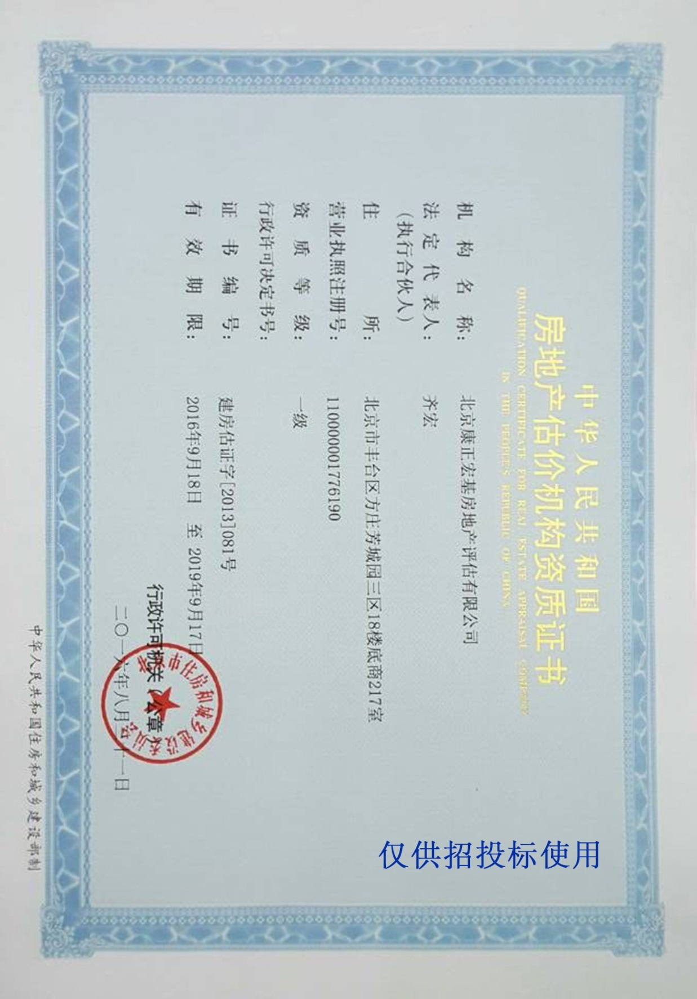 中华人民共和国
房地产估价机构资质证书
QUALIFICATION CERTIFICATE FOR REAL ESTATE APPRAISAL COMPANY
IN THE PEOPLE'S REPUBLIC OF CHINA
机构名称： 北京康正宏基房地产评估有限公司
法定代表人： 齐宏
（执行合伙人）
住所： 北京市丰台区方庄芳城园三区18楼底商217室
营业执照注册号： 110000001776190
资质等级： 一级
行政许可决定书号：
证书编号： 建房估证字[2013]081号
有效期限： 2016年9月18日 至 2019年9月17日
行政许可机关（公章）
二〇一六年八月三十一日
北京市住房和城乡建设委员会
中华人民共和国住房和城乡建设部制
仅供招投标使用